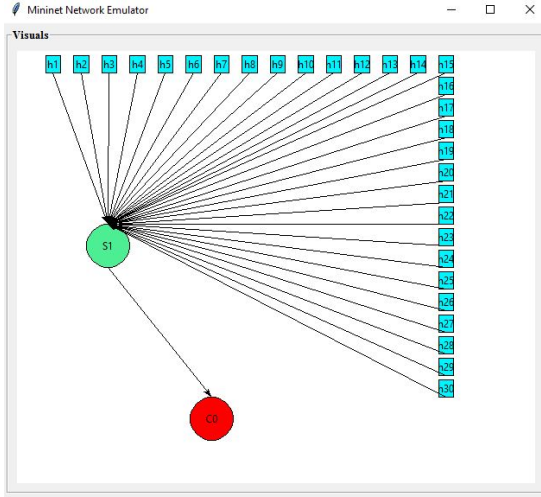 Mininet Network Emulator
Visuals
h1 h2 h3 h4 h5 h6 h7 h8 h9 h10 h11 h12 h13 h14 h15
h16
h17
h18
h19
h20
h21
h22
h23
h24
h25
h26
h27
h28
h29
h30
S1
C0